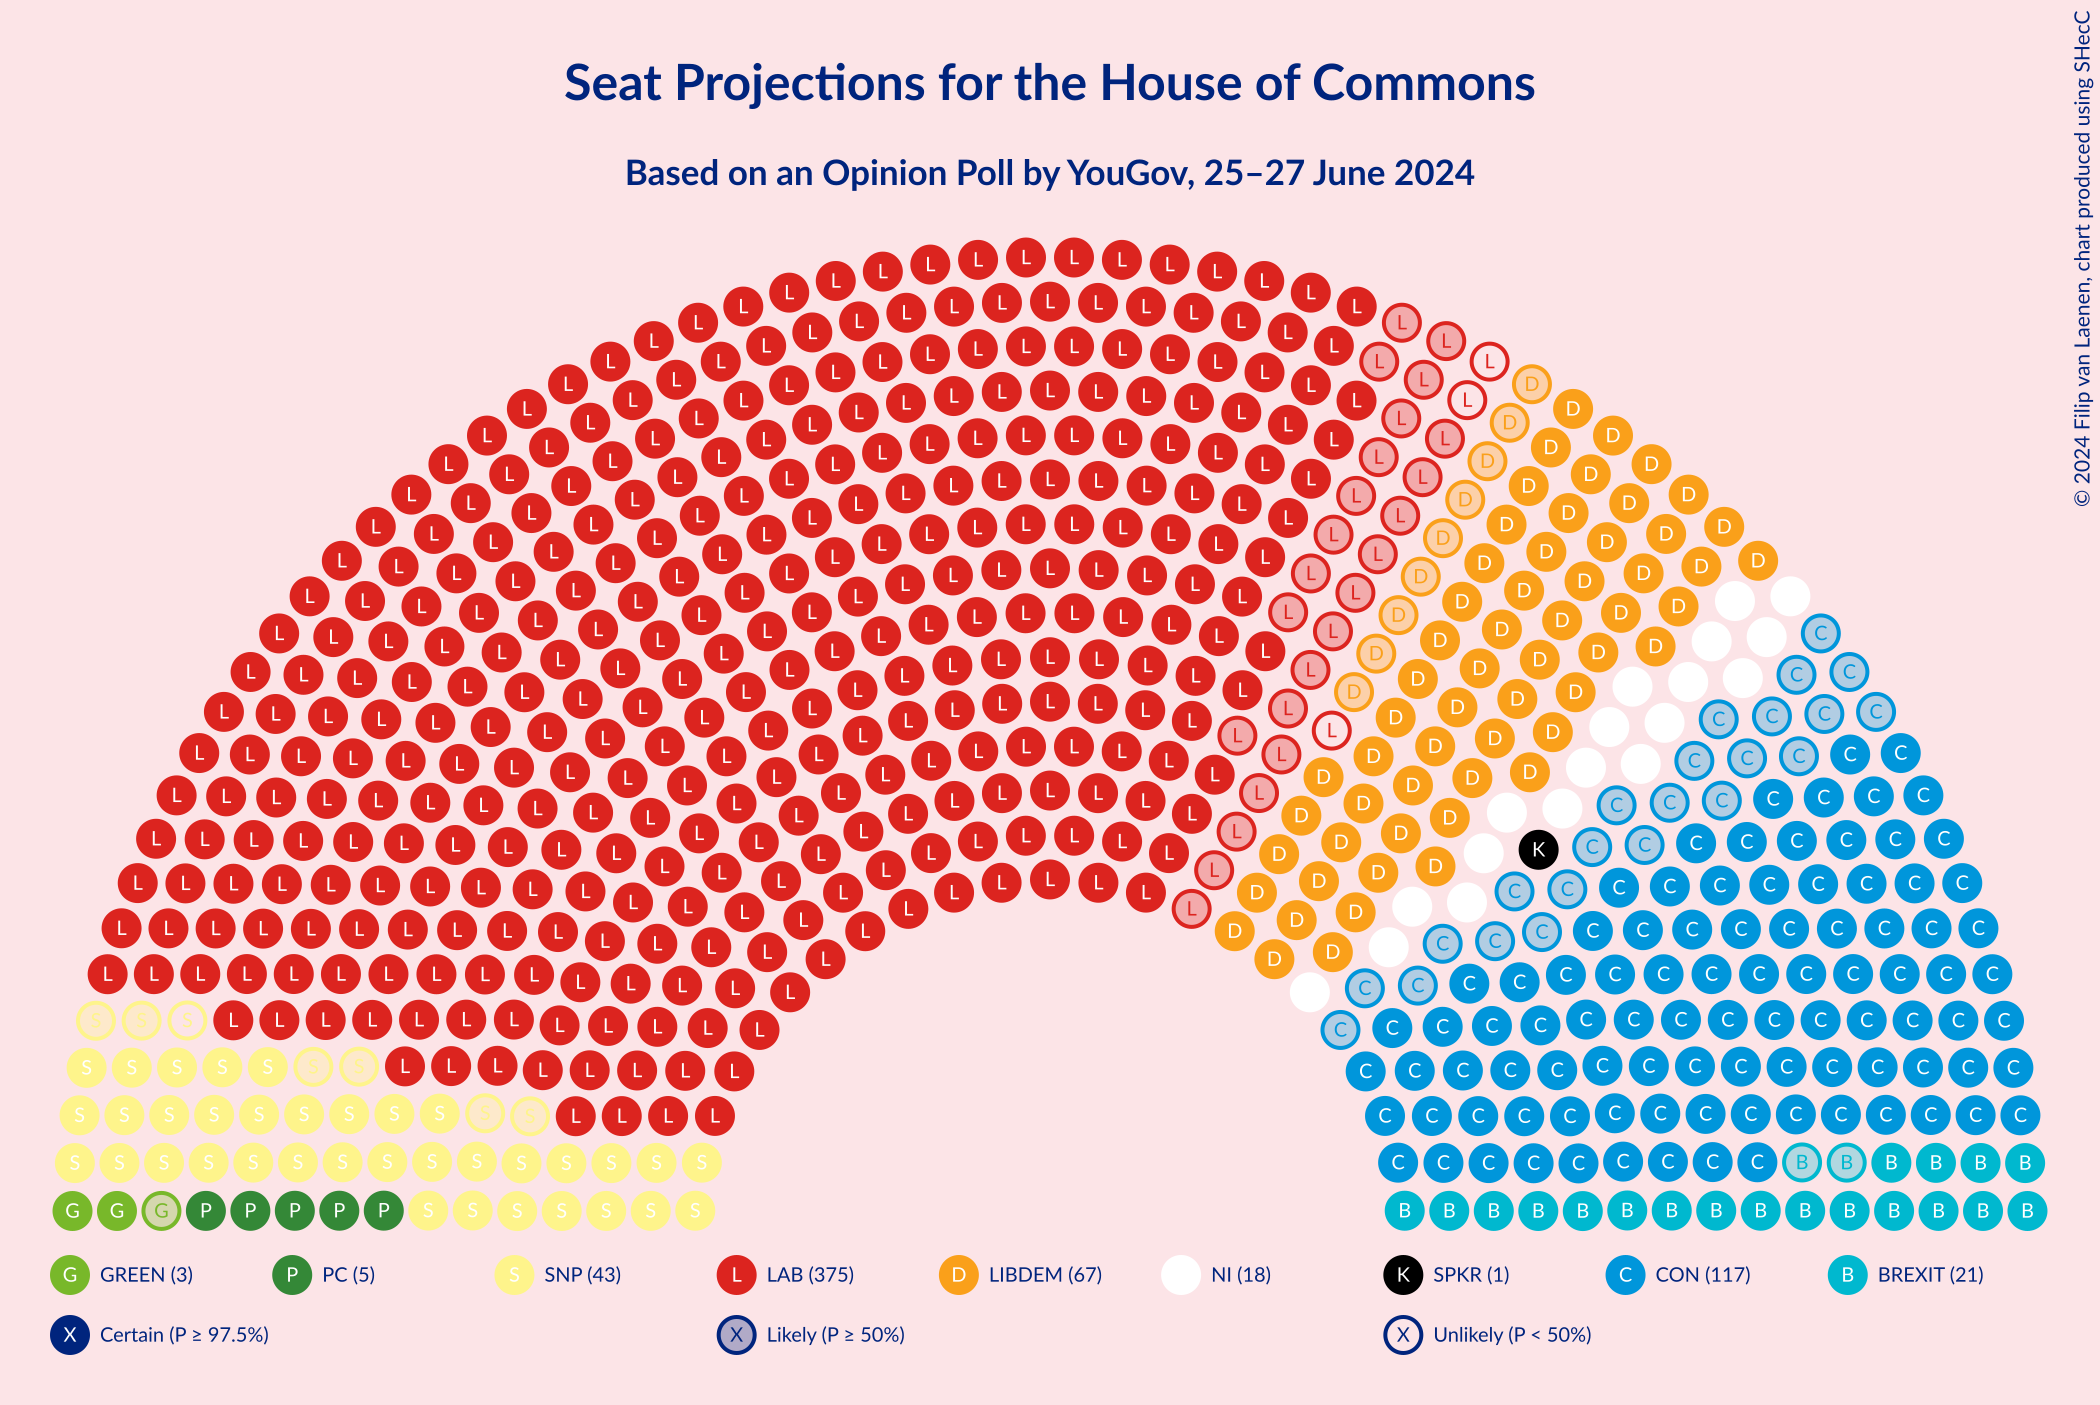 Seat Projections for the House of Commons
Based on an Opinion Poll by YouGov, 25–27 June 2024
© 2024 Filip van Laenen, chart produced using SHecC
G GREEN (3) P PC (5) S SNP (43) L LAB (375) D LIBDEM (67) NI (18) K SPKR (1) C CON (117) B BREXIT (21)
X Certain (P ≥ 97.5%) X Likely (P ≥ 50%) X Unlikely (P < 50%)